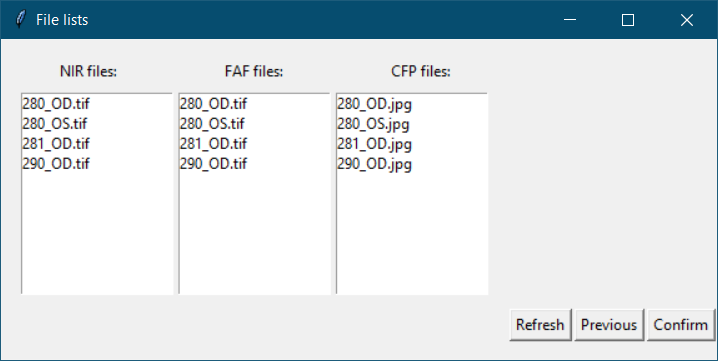 File lists
NIR files:
FAF files:
CFP files:
280_OD.tif
280_OS.tif
281_OD.tif
290_OD.tif
280_OD.tif
280_OS.tif
281_OD.tif
290_OD.tif
280_OD.jpg
280_OS.jpg
281_OD.jpg
290_OD.jpg
Refresh
Previous
Confirm